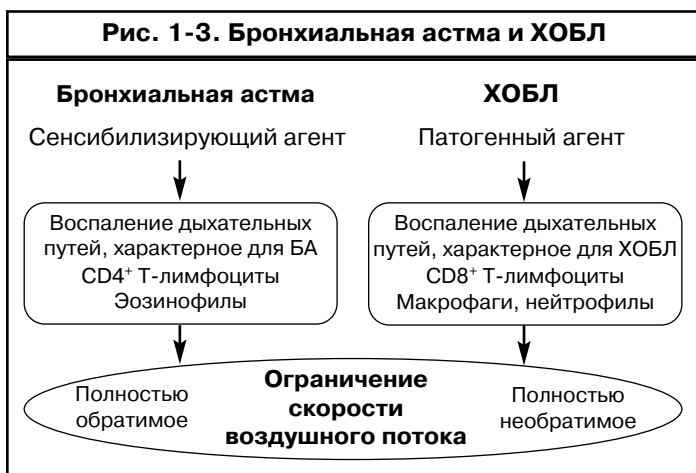 Рис. 1-3. Бронхиальная астма и ХОБЛ
Бронхиальная астма
Сенсибилизирующий агент
Воспаление дыхательных
путей, характерное для БА
CD4⁺ Т-лимфоциты
Эозинофилы
ХОБЛ
Патогенный агент
Воспаление дыхательных
путей, характерное для ХОБЛ
CD8⁺ Т-лимфоциты
Макрофаги, нейтрофилы
Полностью
обратимое
Ограничение
скорости
воздушного потока
Полностью
необратимое